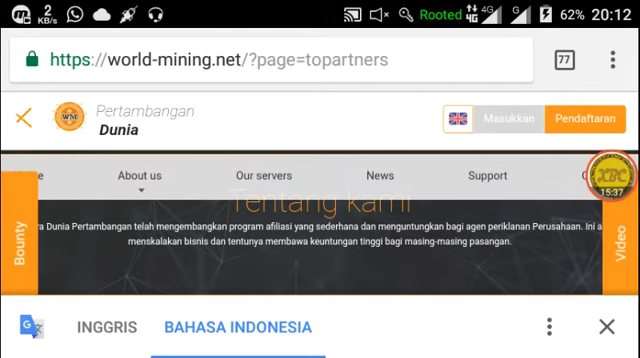 2 KB/s Rooted 4G 4G G 62% 20:12
https://world-mining.net/?page=topartners 77
Pertambangan
Dunia
Masukkan Pendaftaran
About us Our servers News Support
XBC
15:37
Tentang kami
Dunia Pertambangan telah mengembangkan program afiliasi yang sederhana dan menguntungkan bagi agen periklanan Perusahaan. Ini
menskalakan bisnis dan tentunya membawa keuntungan tinggi bagi masing-masing pasangan.
Bounty
Video
INGGRIS BAHASA INDONESIA